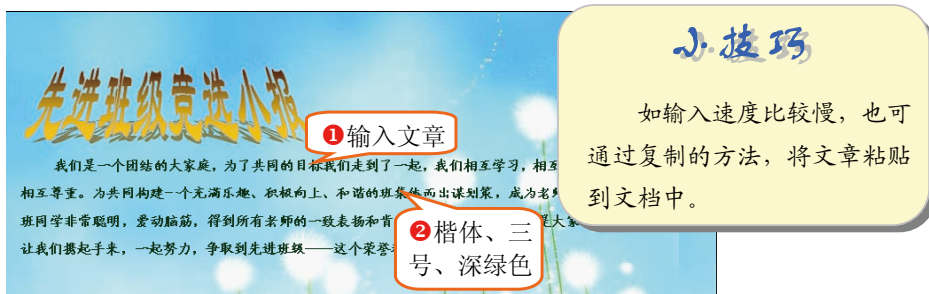 先进班级竞选小报
❶输入文章
我们是一个团结的大家庭，为了共同的目标我们走到了一起，我们相互学习，相互
相互尊重。为共同构建一个充满乐趣、积极向上、和谐的班集体而出谋划策，成为老师
班同学非常聪明，爱动脑筋，得到所有老师的一致表扬和肯
让我们携起手来，一起努力，争取到先进班级——这个荣誉
❷楷体、三
号、深绿色
小技巧
如输入速度比较慢，也可
通过复制的方法，将文章粘贴
到文档中。